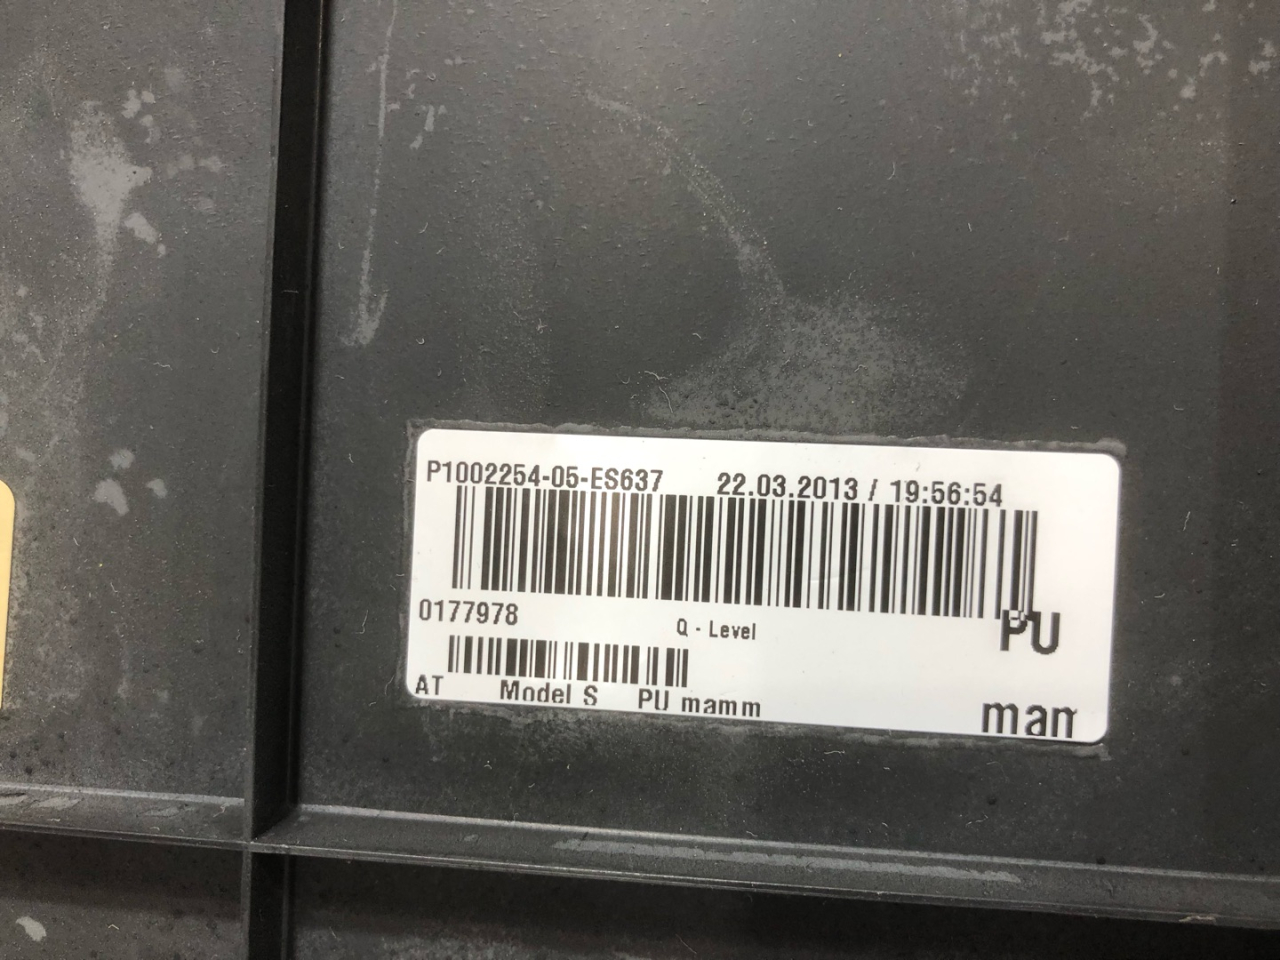 P1002254-05-ES637 22.03.2013 / 19:56:54
0177978 Q - Level PU
AT Model S PU mamm man